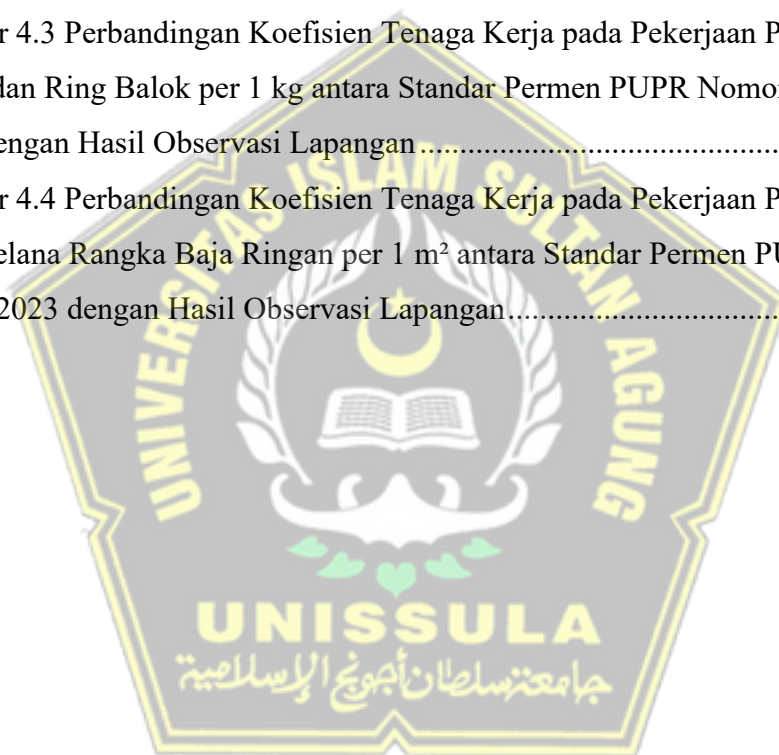 r 4.3 Perbandingan Koefisien Tenaga Kerja pada Pekerjaan P
dan Ring Balok per 1 kg antara Standar Permen PUPR Nomor
engan Hasil Observasi Lapangan.......................................
r 4.4 Perbandingan Koefisien Tenaga Kerja pada Pekerjaan P
elana Rangka Baja Ringan per 1 m² antara Standar Permen PU
2023 dengan Hasil Observasi Lapangan..............................
UNIVERSITAS ISLAM SULTAN AGUNG
UNISSULA
جامعة سلطان أجونج الإسلامية